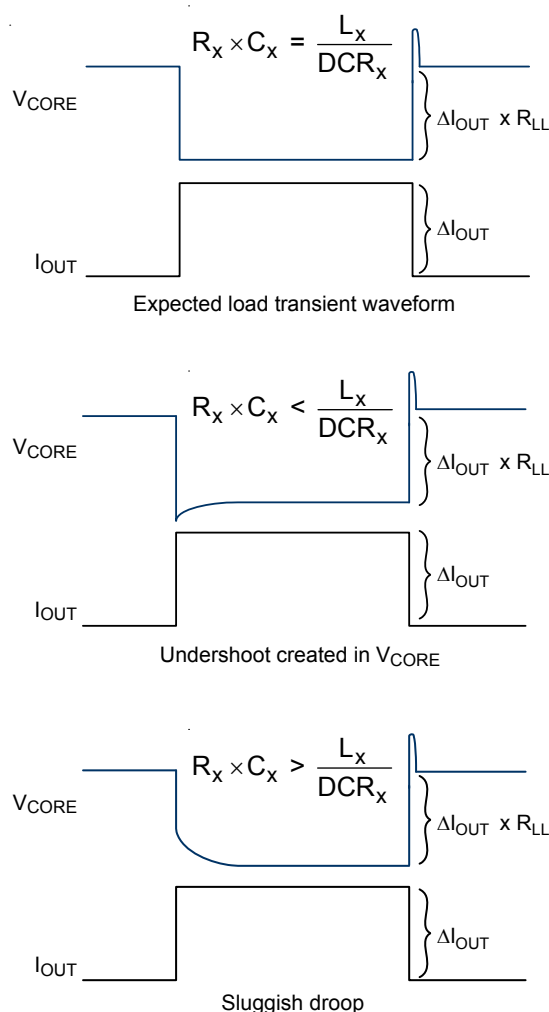 R_X × C_X = L_X / DCR_X
V_CORE
ΔI_OUT x R_LL
ΔI_OUT
I_OUT
Expected load transient waveform
R_X × C_X < L_X / DCR_X
V_CORE
ΔI_OUT x R_LL
ΔI_OUT
I_OUT
Undershoot created in V_CORE
R_X × C_X > L_X / DCR_X
V_CORE
ΔI_OUT x R_LL
ΔI_OUT
I_OUT
Sluggish droop